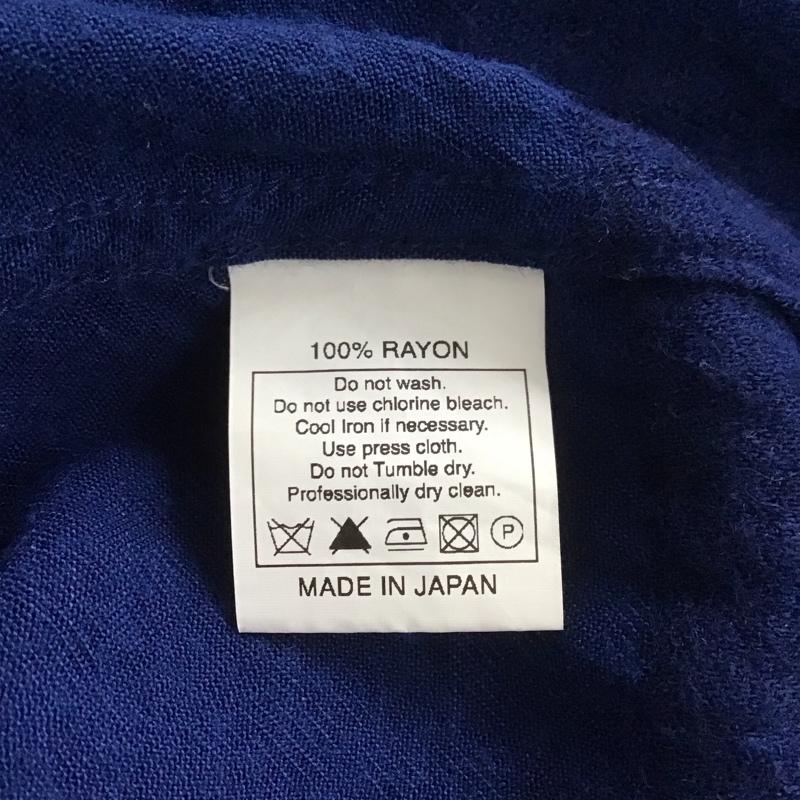 100% RAYON
Do not wash.
Do not use chlorine bleach.
Cool Iron if necessary.
Use press cloth.
Do not Tumble dry.
Professionally dry clean.
P
MADE IN JAPAN